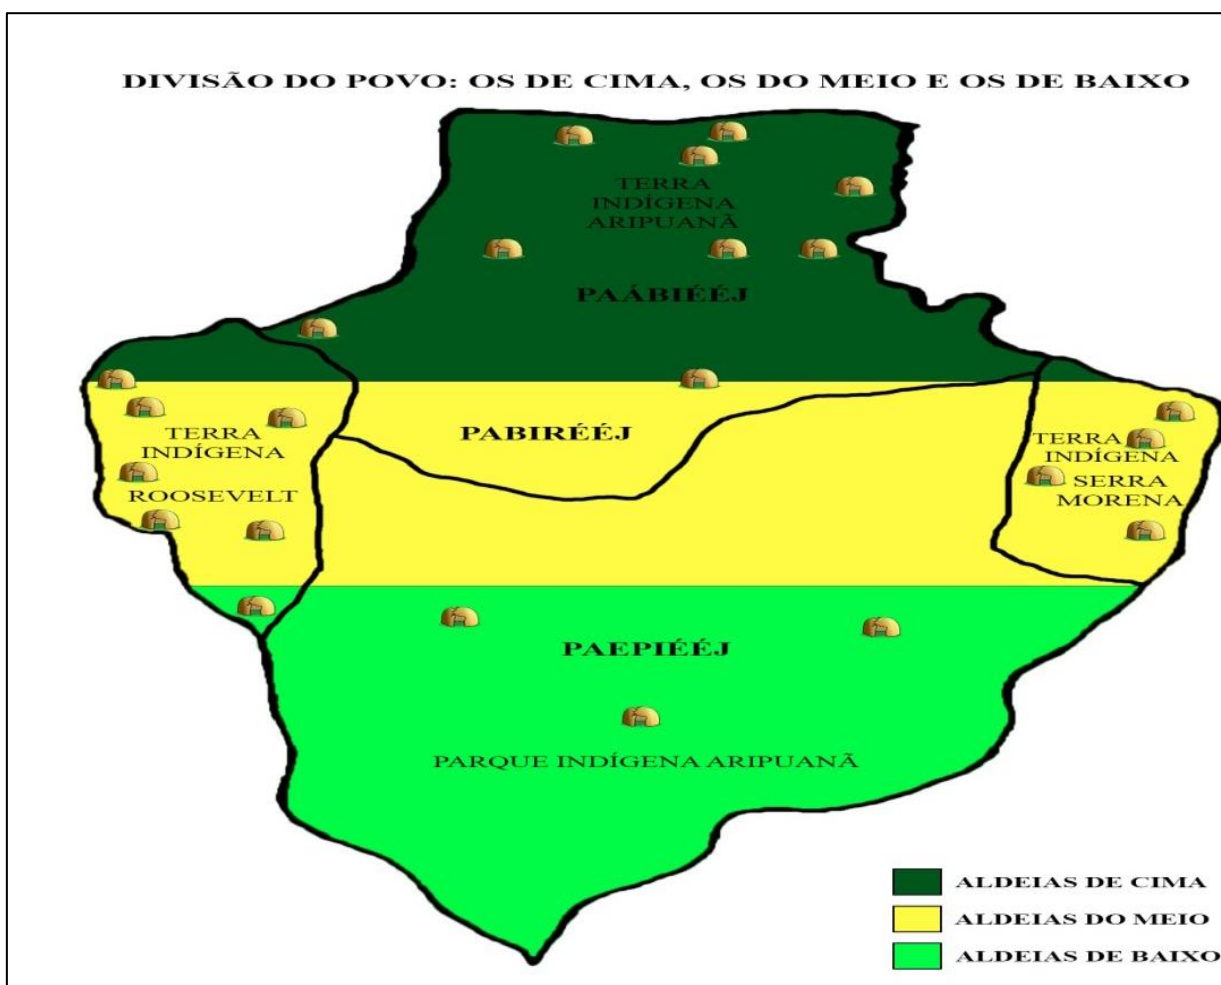 DIVISÃO DO POVO: OS DE CIMA, OS DO MEIO E OS DE BAIXO
TERRA
INDÍGENA
ARIPUANÃ
PAÁBIÉÉJ
PABIRÉÉJ
TERRA
INDÍGENA
ROOSEVELT
TERRA
INDÍGENA
SERRA
MORENA
PAEPIÉÉJ
PARQUE INDÍGENA ARIPUANÃ
ALDEIAS DE CIMA
ALDEIAS DO MEIO
ALDEIAS DE BAIXO